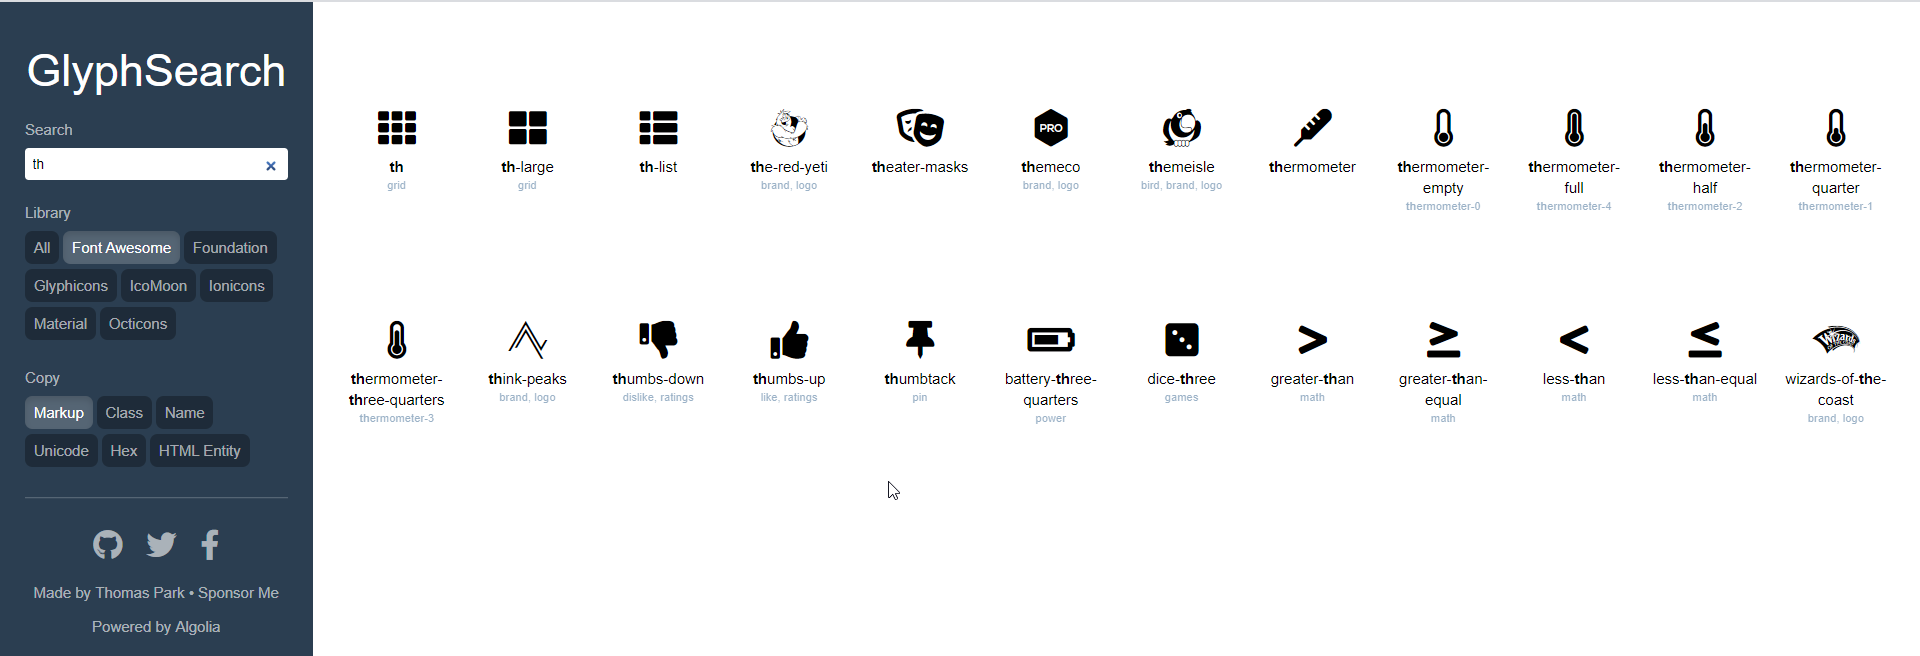 GlyphSearch
Search
th
Library
All Font Awesome Foundation
Glyphicons IcoMoon Ionicons
Material Octicons
Copy
Markup Class Name
Unicode Hex HTML Entity
Made by Thomas Park • Sponsor Me
Powered by Algolia
PRO
th
grid
th-large
grid
th-list
the-red-yeti
brand, logo
theater-masks
themeco
brand, logo
themeisle
bird, brand, logo
thermometer
thermometer-
empty
thermometer-0
thermometer-
full
thermometer-4
thermometer-
half
thermometer-2
thermometer-
quarter
thermometer-1
thermometer-
three-quarters
thermometer-3
think-peaks
brand, logo
thumbs-down
dislike, ratings
thumbs-up
like, ratings
thumbtack
pin
battery-three-
quarters
power
dice-three
games
>
greater-than
math
≥
greater-than-
equal
math
<
less-than
math
≤
less-than-equal
math
Wizards
wizards-of-the-
coast
brand, logo